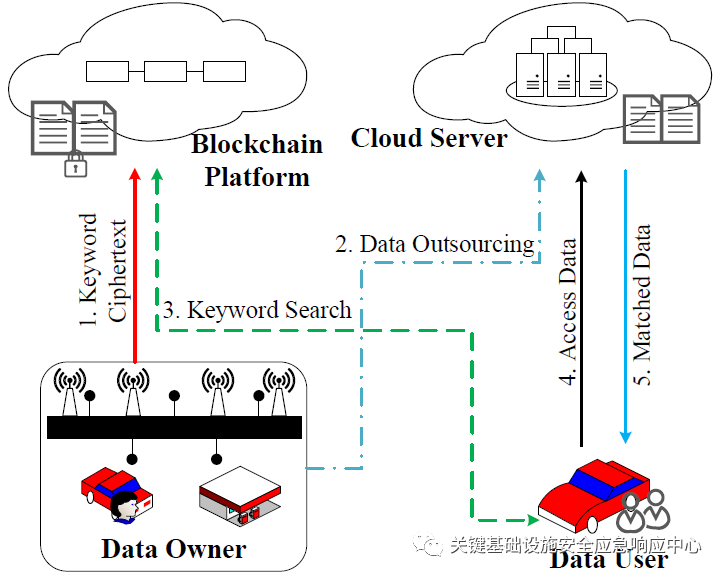 Blockchain
Platform
Cloud Server
1. Keyword
Ciphertext
2. Data Outsourcing
3. Keyword Search
4. Access Data
5. Matched Data
Data Owner
Data User
关键基础设施安全应急响应中心